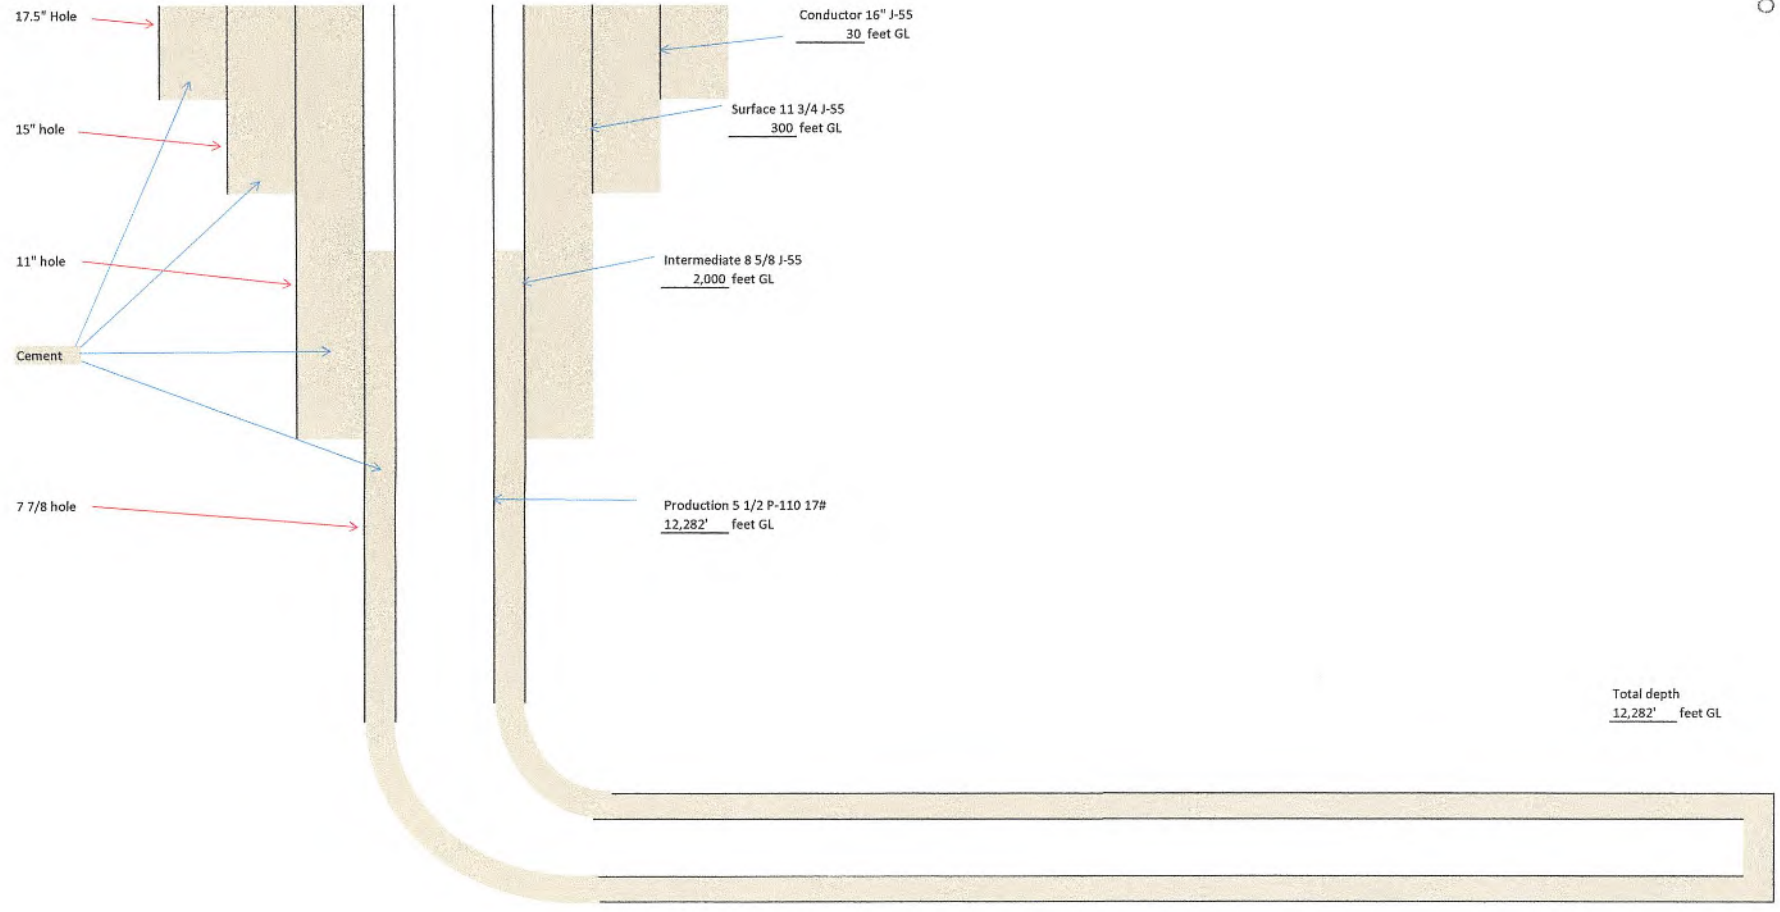 17.5" Hole
Conductor 16" J-55
30 feet GL
Surface 11 3/4 J-55
300 feet GL
15" hole
11" hole
Intermediate 8 5/8 J-55
2,000 feet GL
Cement
7 7/8 hole
Production 5 1/2 P-110 17#
12,282' feet GL
Total depth
12,282' feet GL